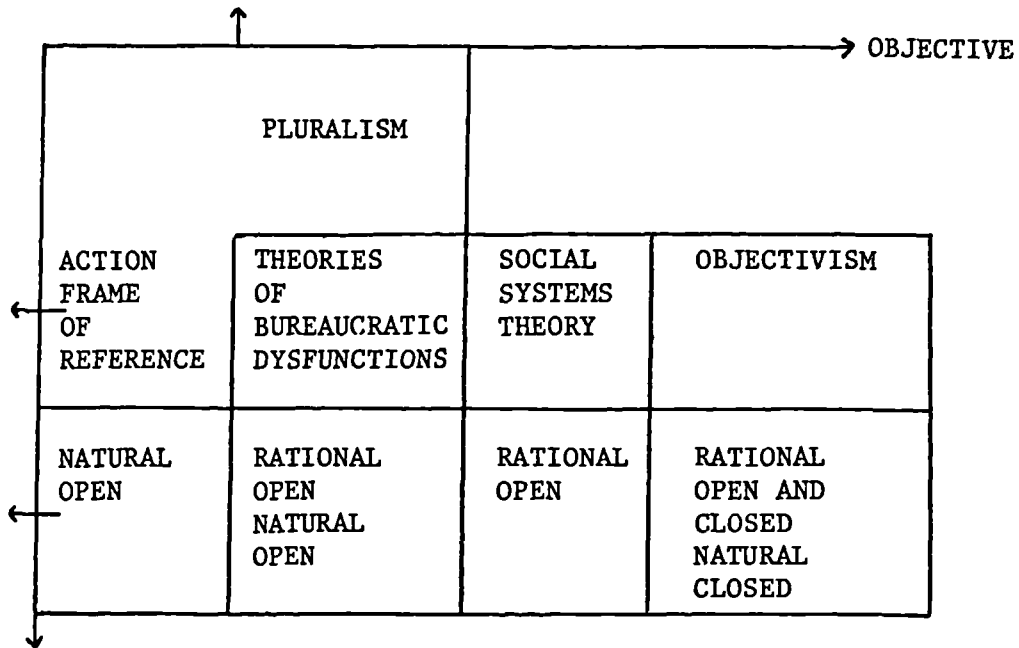 OBJECTIVE
PLURALISM
ACTION
FRAME
OF
REFERENCE
THEORIES
OF
BUREAUCRATIC
DYSFUNCTIONS
SOCIAL
SYSTEMS
THEORY
OBJECTIVISM
NATURAL
OPEN
RATIONAL
OPEN
NATURAL
OPEN
RATIONAL
OPEN
RATIONAL
OPEN AND
CLOSED
NATURAL
CLOSED